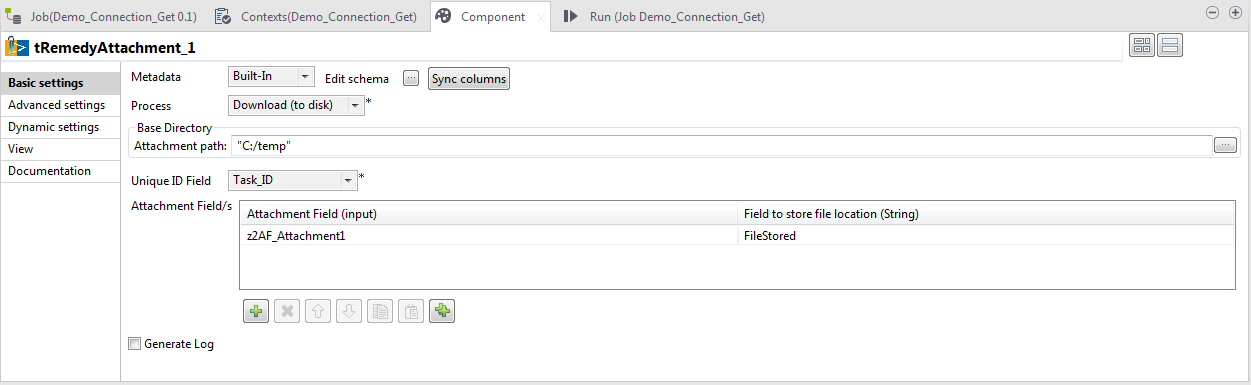 Job(Demo_Connection_Get 0.1) Contexts(Demo_Connection_Get) Component Run (Job Demo_Connection_Get)
tRemedyAttachment_1
Basic settings
Advanced settings
Dynamic settings
View
Documentation
Metadata Built-In Edit schema ... Sync columns
Process Download (to disk) *
Base Directory
Attachment path: "C:/temp" ...
Unique ID Field Task_ID *
Attachment Field/s
Attachment Field (input) Field to store file location (String)
z2AF_Attachment1 FileStored
Generate Log